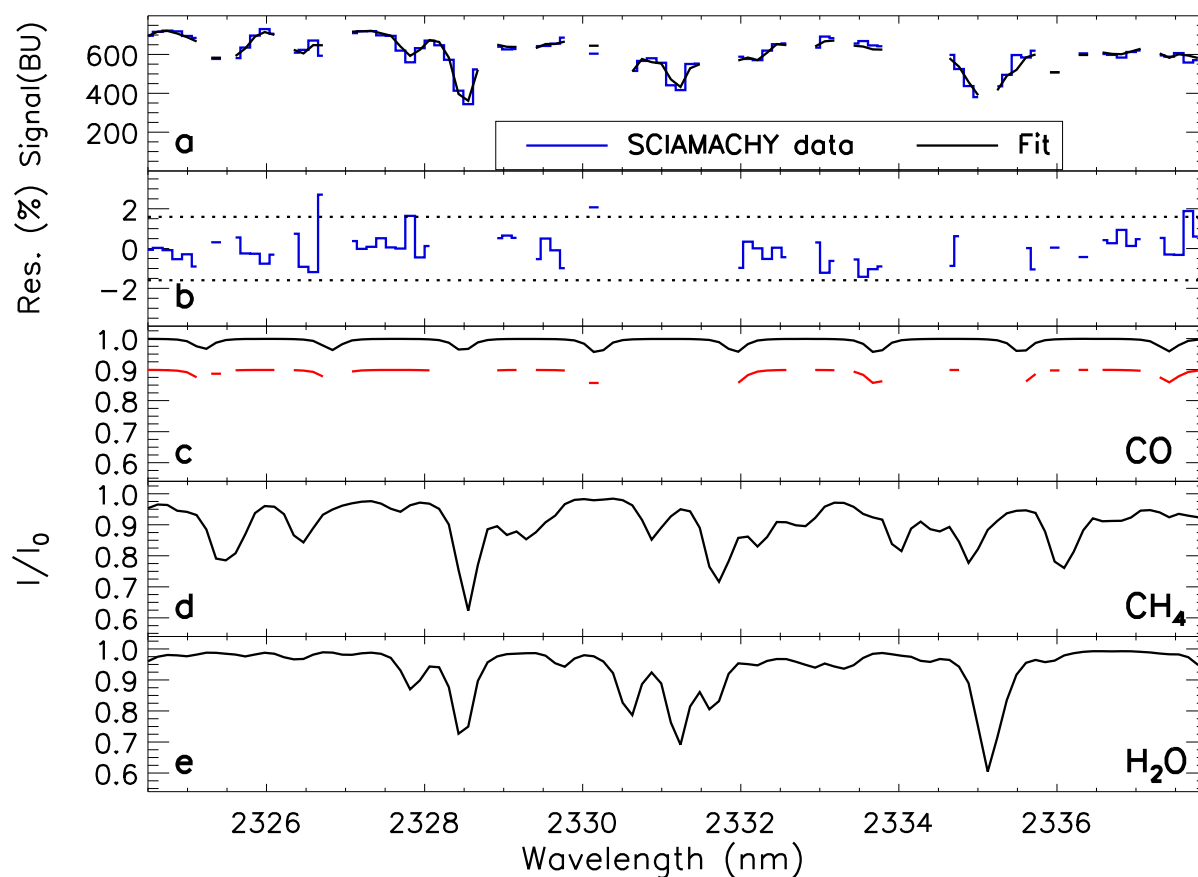 Signal(BU)
600
400
200
a
SCIAMACHY data
Fit
Res. (%)
2
0
-2
b
1.0
0.9
0.8
0.7
0.6
c
CO
I/I0
1.0
0.9
0.8
0.7
0.6
d
CH4
1.0
0.9
0.8
0.7
0.6
e
H2O
2326
2328
2330
2332
2334
2336
Wavelength (nm)